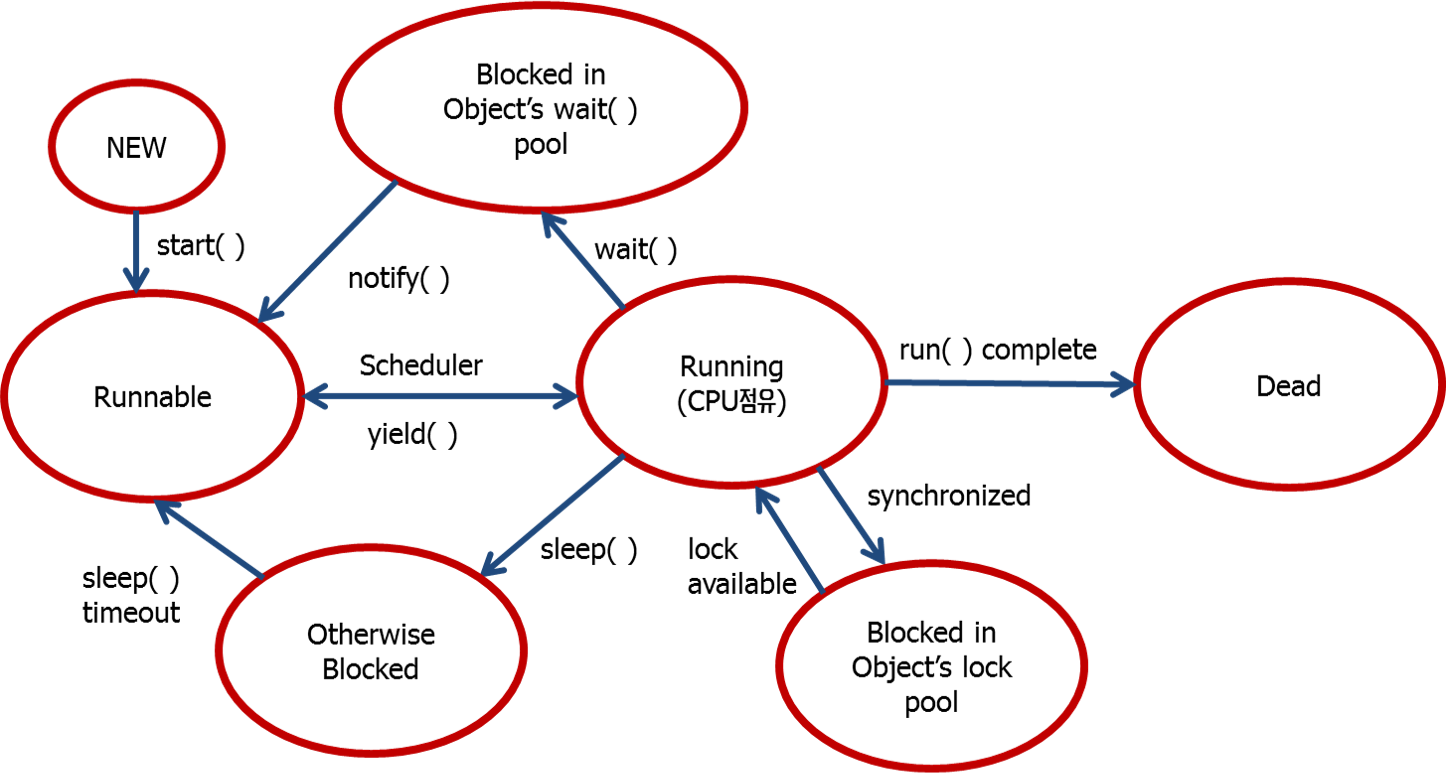 Blocked in
Object’s wait( )
pool
NEW
start( )
wait( )
notify( )
Scheduler
yield( )
Runnable
Running
(CPU점유)
run( ) complete
Dead
synchronized
sleep( )
lock
available
sleep( )
timeout
Otherwise
Blocked
Blocked in
Object’s lock
pool